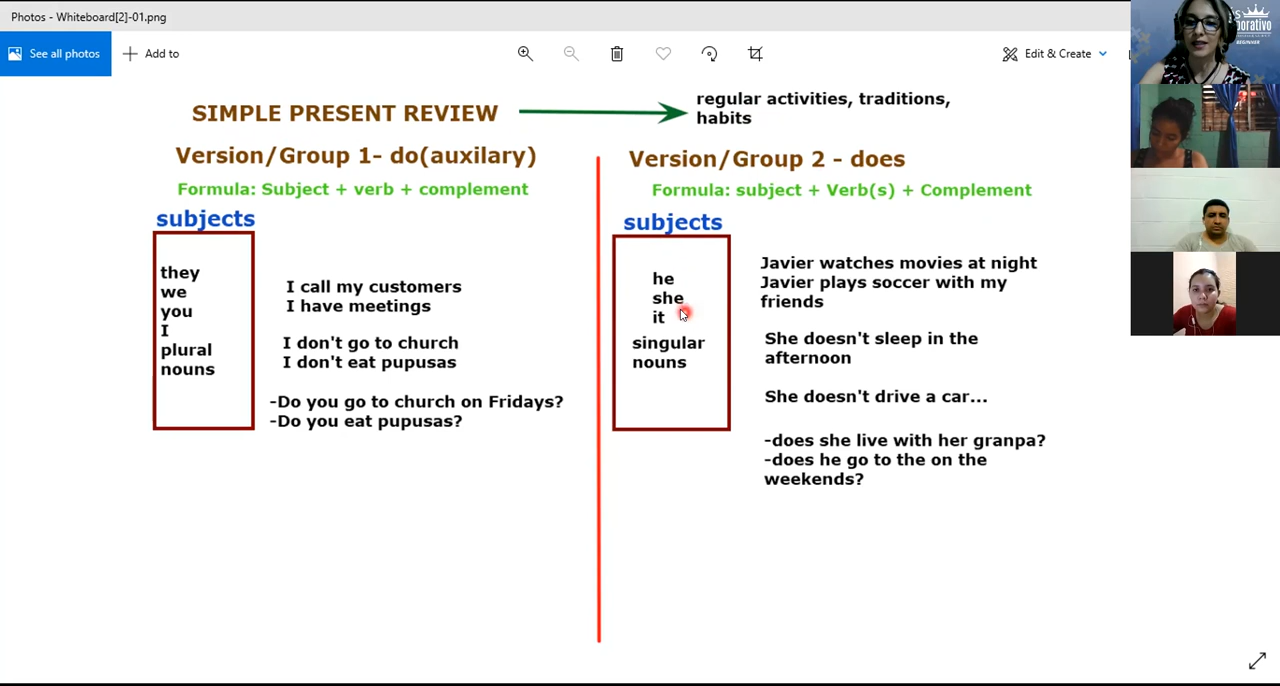 Photos - Whiteboard[2]-01.png
See all photos
Add to
Edit & Create
SIMPLE PRESENT REVIEW
regular activities, traditions,
habits
Version/Group 1- do(auxilary)
Formula: Subject + verb + complement
subjects
they
we
you
I
plural
nouns
I call my customers
I have meetings
I don't go to church
I don't eat pupusas
-Do you go to church on Fridays?
-Do you eat pupusas?
Version/Group 2 - does
Formula: subject + Verb(s) + Complement
subjects
he
she
it
singular
nouns
Javier watches movies at night
Javier plays soccer with my
friends
She doesn't sleep in the
afternoon
She doesn't drive a car...
-does she live with her granpa?
-does he go to the on the
weekends?
BEGINNER